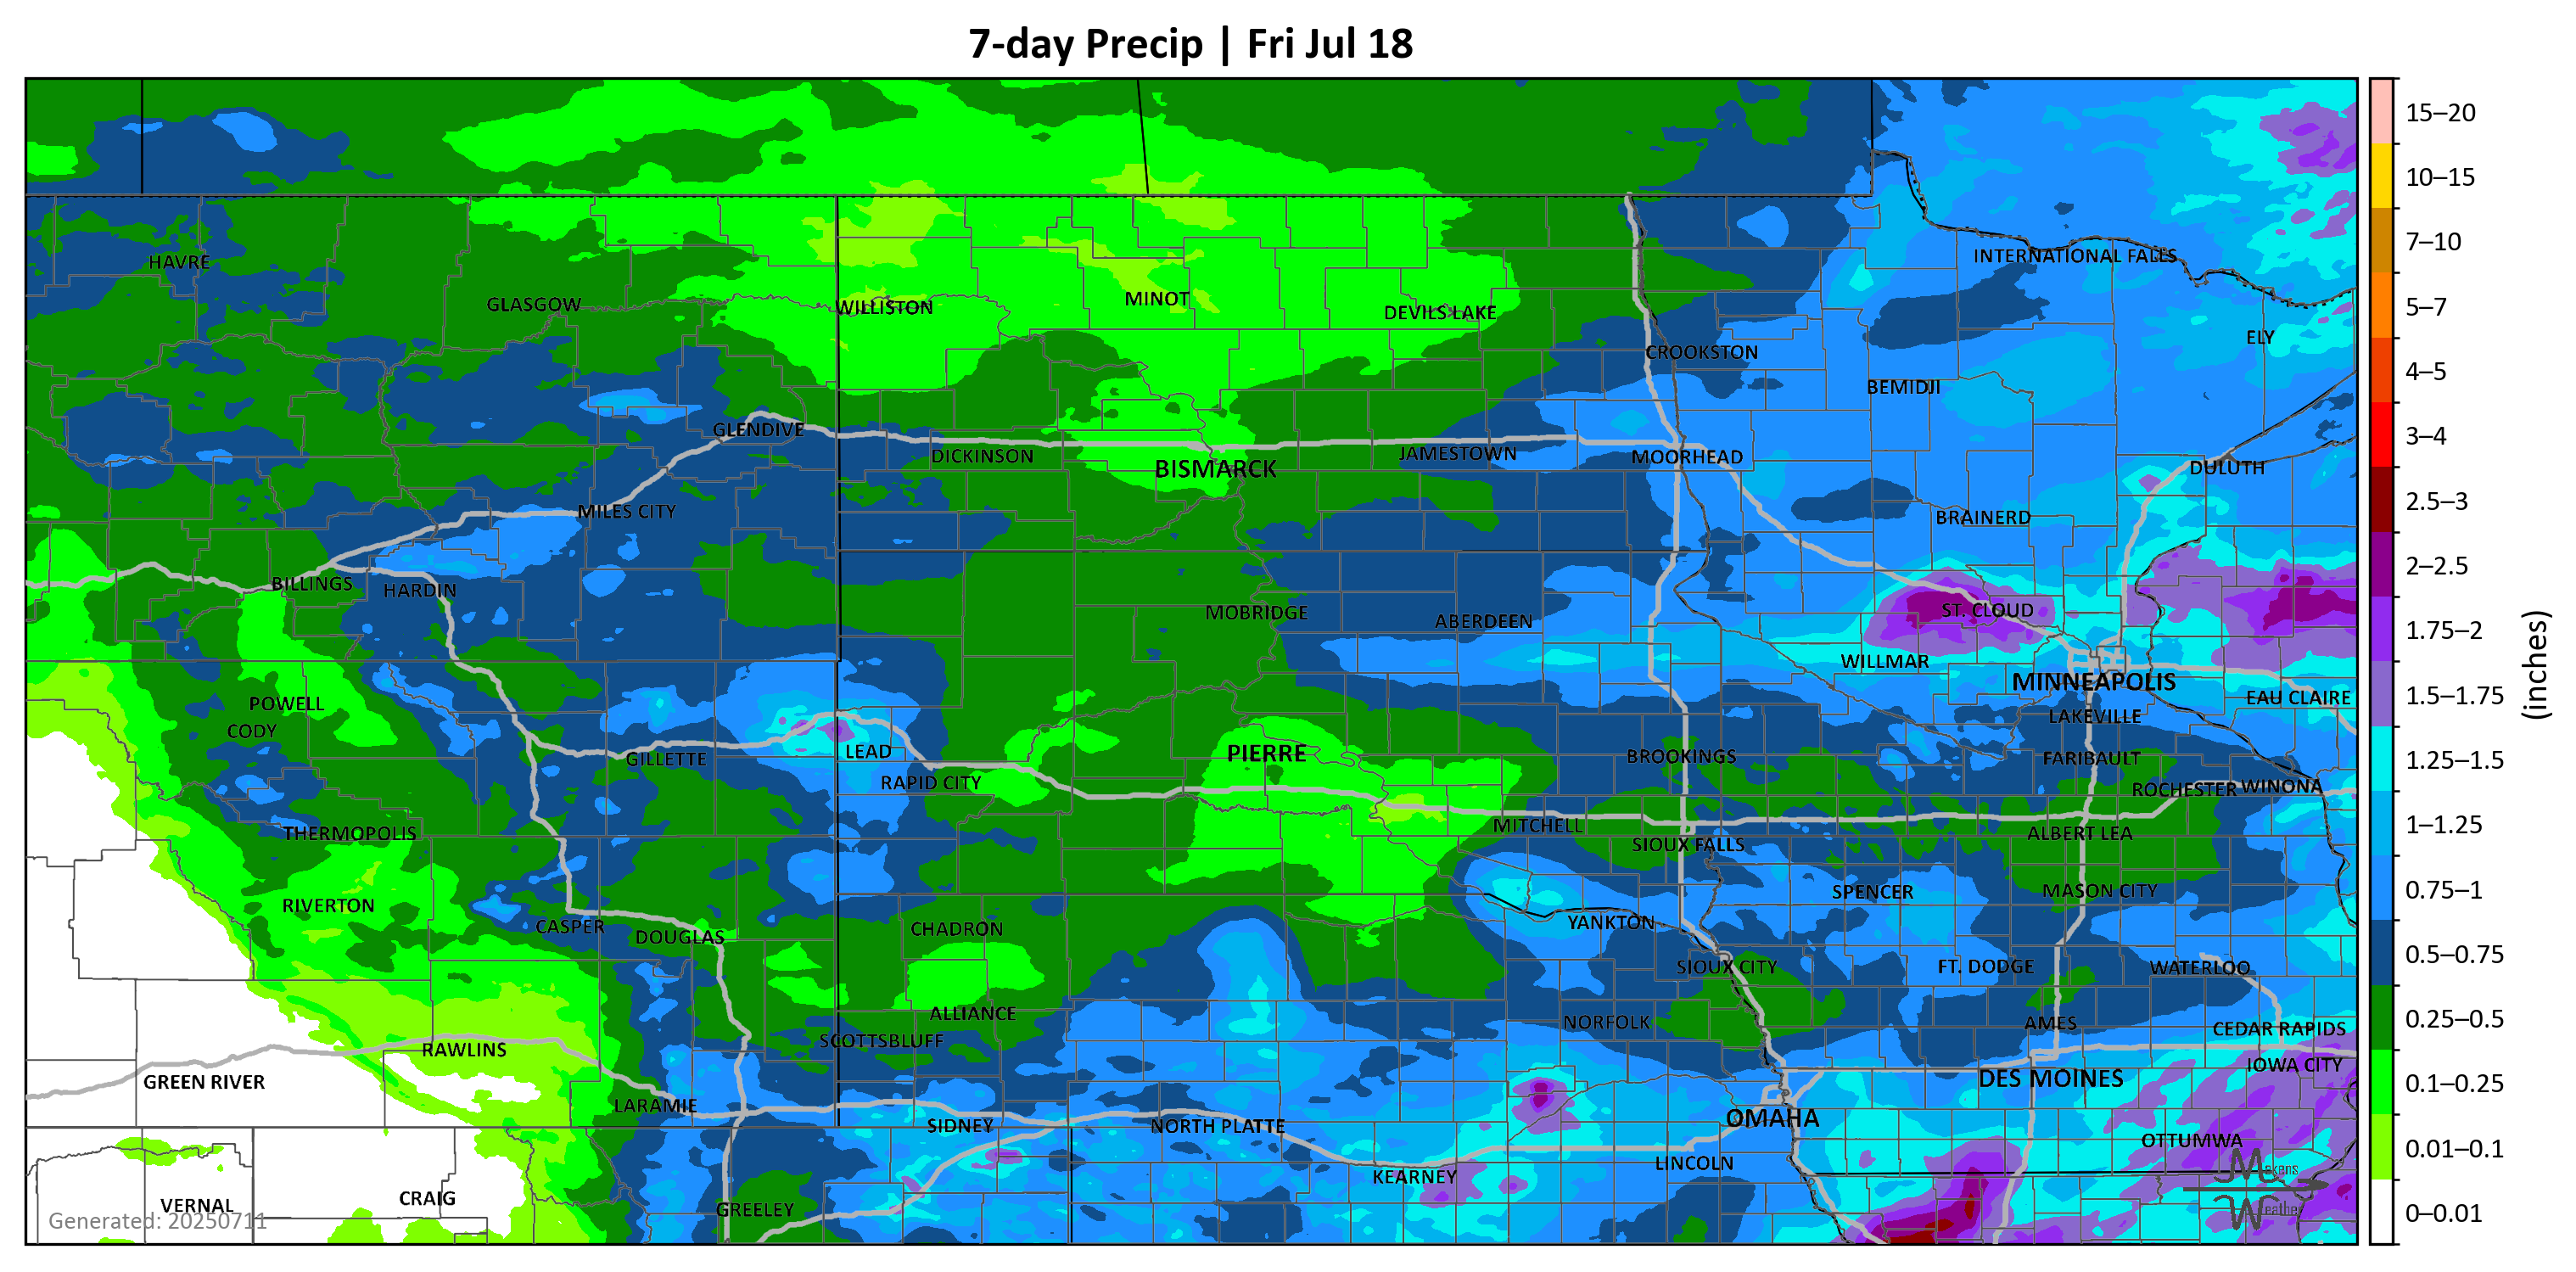 7-day Precip | Fri Jul 18
15–20
10–15
7–10
5–7
4–5
3–4
2.5–3
2–2.5
1.75–2
1.5–1.75
1.25–1.5
1–1.25
0.75–1
0.5–0.75
0.25–0.5
0.1–0.25
0.01–0.1
0–0.01
(inches)
HAVRE
INTERNATIONAL FALLS
GLASGOW
WILLISTON
MINOT
DEVILS LAKE
ELY
CROOKSTON
BEMIDJI
GLENDIVE
DICKINSON
BISMARCK
JAMESTOWN
MOORHEAD
DULUTH
MILES CITY
BRAINERD
BILLINGS
HARDIN
MOBRIDGE
ABERDEEN
ST. CLOUD
WILLMAR
MINNEAPOLIS
EAU CLAIRE
POWELL
LAKEVILLE
CODY
GILLETTE
LEAD
PIERRE
BROOKINGS
FARIBAULT
RAPID CITY
ROCHESTER
WINONA
THERMOPOLIS
MITCHELL
ALBERT LEA
SIOUX FALLS
RIVERTON
SPENCER
MASON CITY
CASPER
DOUGLAS
CHADRON
YANKTON
SIOUX CITY
FT. DODGE
WATERLOO
ALLIANCE
NORFOLK
AMES
CEDAR RAPIDS
SCOTTSBLUFF
RAWLINS
IOWA CITY
GREEN RIVER
DES MOINES
LARAMIE
SIDNEY
NORTH PLATTE
OMAHA
OTTUMWA
LINCOLN
KEARNEY
Makens
Weather
VERNAL
CRAIG
GREELEY
Generated: 20250711